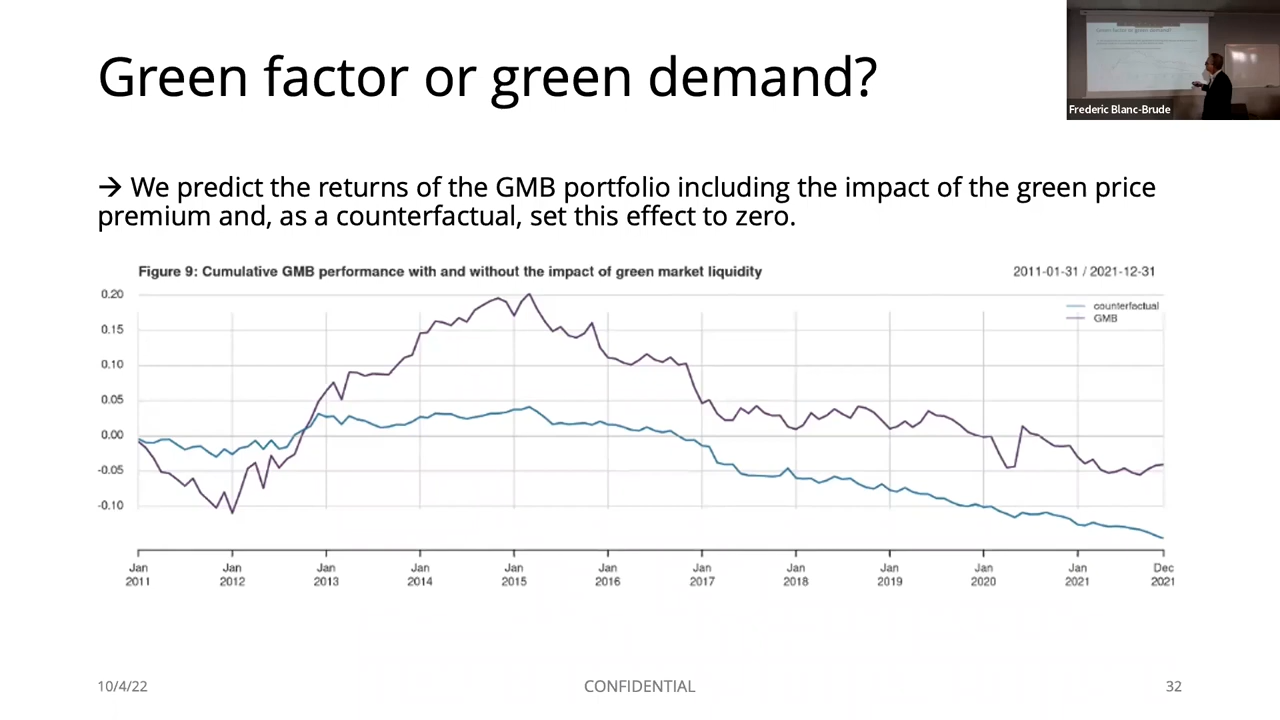 Green factor or green demand?
Frederic Blanc-Brude
→ We predict the returns of the GMB portfolio including the impact of the green price
premium and, as a counterfactual, set this effect to zero.
Figure 9: Cumulative GMB performance with and without the impact of green market liquidity
2011-01-31 / 2021-12-31
counterfactual
GMB
0.20
0.15
0.10
0.05
0.00
-0.05
-0.10
Jan Jan Jan Jan Jan Jan Jan Jan Jan Jan Jan Dec
2011 2012 2013 2014 2015 2016 2017 2018 2019 2020 2021 2021
10/4/22 CONFIDENTIAL 32